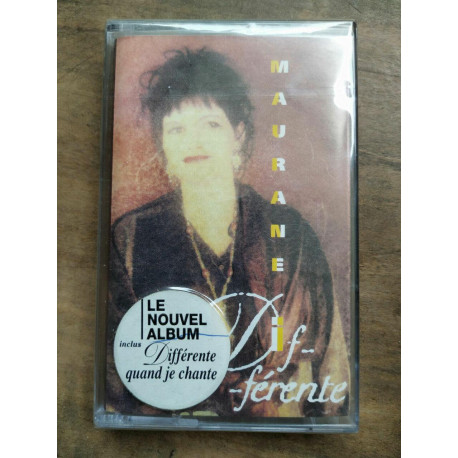 MAURANE
Dif-
-férente
LE
NOUVEL
ALBUM
inclus
Différente
quand je chante